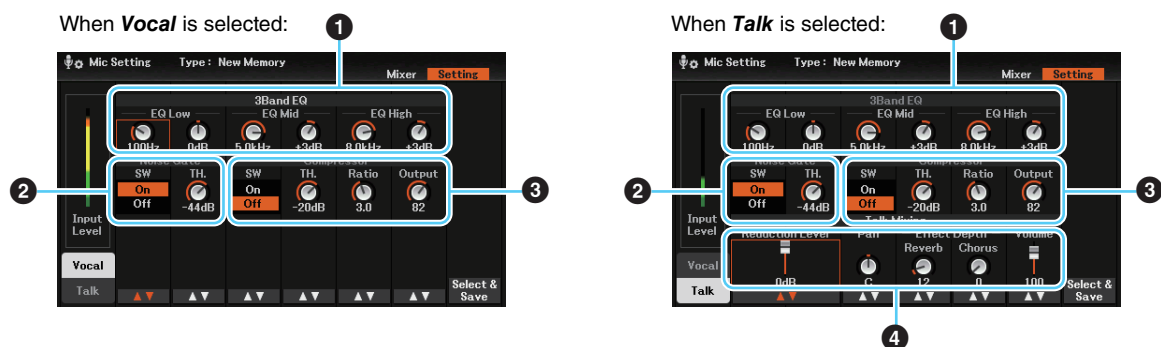 When Vocal is selected:
1
Mic Setting Type : New Memory
Mixer Setting
3Band EQ
EQ Low EQ Mid EQ High
100Hz 0dB 5.0kHz +3dB 8.0kHz +3dB
Noise Gate Compressor
SW TH. SW TH. Ratio Output
On On
Off Off
-44dB -20dB 3.0 82
2
3
Input
Level
Vocal
Talk
Select &
Save
When Talk is selected:
1
Mic Setting Type : New Memory
Mixer Setting
3Band EQ
EQ Low EQ Mid EQ High
100Hz 0dB 5.0kHz +3dB 8.0kHz +3dB
Noise Gate Compressor
SW TH. SW TH. Ratio Output
On On
Off Off
-44dB -20dB 3.0 82
2
3
Input
Level
Talk Mixing
Reduction Level Pan Effect Depth Volume
Reverb Chorus
0dB C 12 0 100
Vocal
Talk
Select &
Save
4